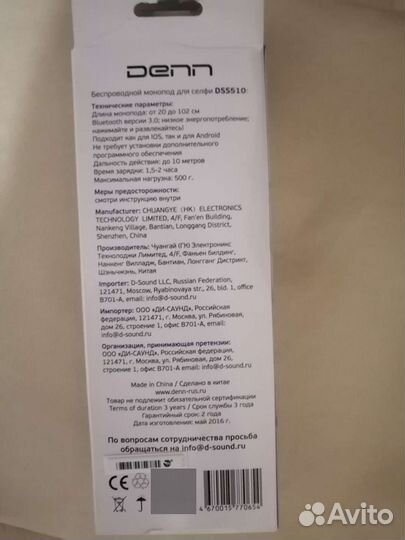 Denn
Беспроводной монопод для селфи DSS510:
Технические параметры:
Длина монопода: от 20 до 102 см
Bluetooth версии 3.0; низкое энергопотребление;
нажимайте и развлекайтесь!
Подходит как для IOS, так и для Android
Не требует установки дополнительного
программного обеспечения
Дальность действия: до 10 метров
Время зарядки: 1,5-2 часа
Максимальная нагрузка: 500 г.
Меры предосторожности:
смотри инструкцию внутри
Manufacturer: CHUANGYE (HK) ELECTRONICS
TECHNOLOGY LIMITED, 4/F, Fan'en Building,
Nankeng Village, Bantian, Longgang District,
Shenzhen, China
Производитель: Чуангай (ГК) Электроникс
Технолоджи Лимитед, 4/F, Фаньен билдинг,
Нанкенг Вилладж, Бантиан, Лонгганг Дистрикт,
Шэньчжэнь, Китай
Importer: D-Sound LLC, Russian Federation,
121471, Moscow, Ryabinovaya str., 26, bld. 1, office
B701-A, email: info@d-sound.ru
Импортер: ООО «ДИ-САУНД», Российская
федерация, 121471, г. Москва, ул. Рябиновая,
дом 26, строение 1, офис B701-A email:
info@d-sound.ru
Организация, принимающая претензии:
ООО «ДИ-САУНД», Российская федерация,
121471, г. Москва, ул. Рябиновая, дом 26,
строение 1, офис B701-A email: info@d-sound.ru
Made in China / Сделано в китае
www.denn-rus.ru
Товар не подлежит обязательной сертификации
Terms of duration 3 years / Срок службы 3 года
Гарантийный срок: 2 года
Дата изготовления: май 2016 г.
По вопросам сотрудничества просьба
обращаться на info@d-sound.ru
CE
4 670015 770654
Avito